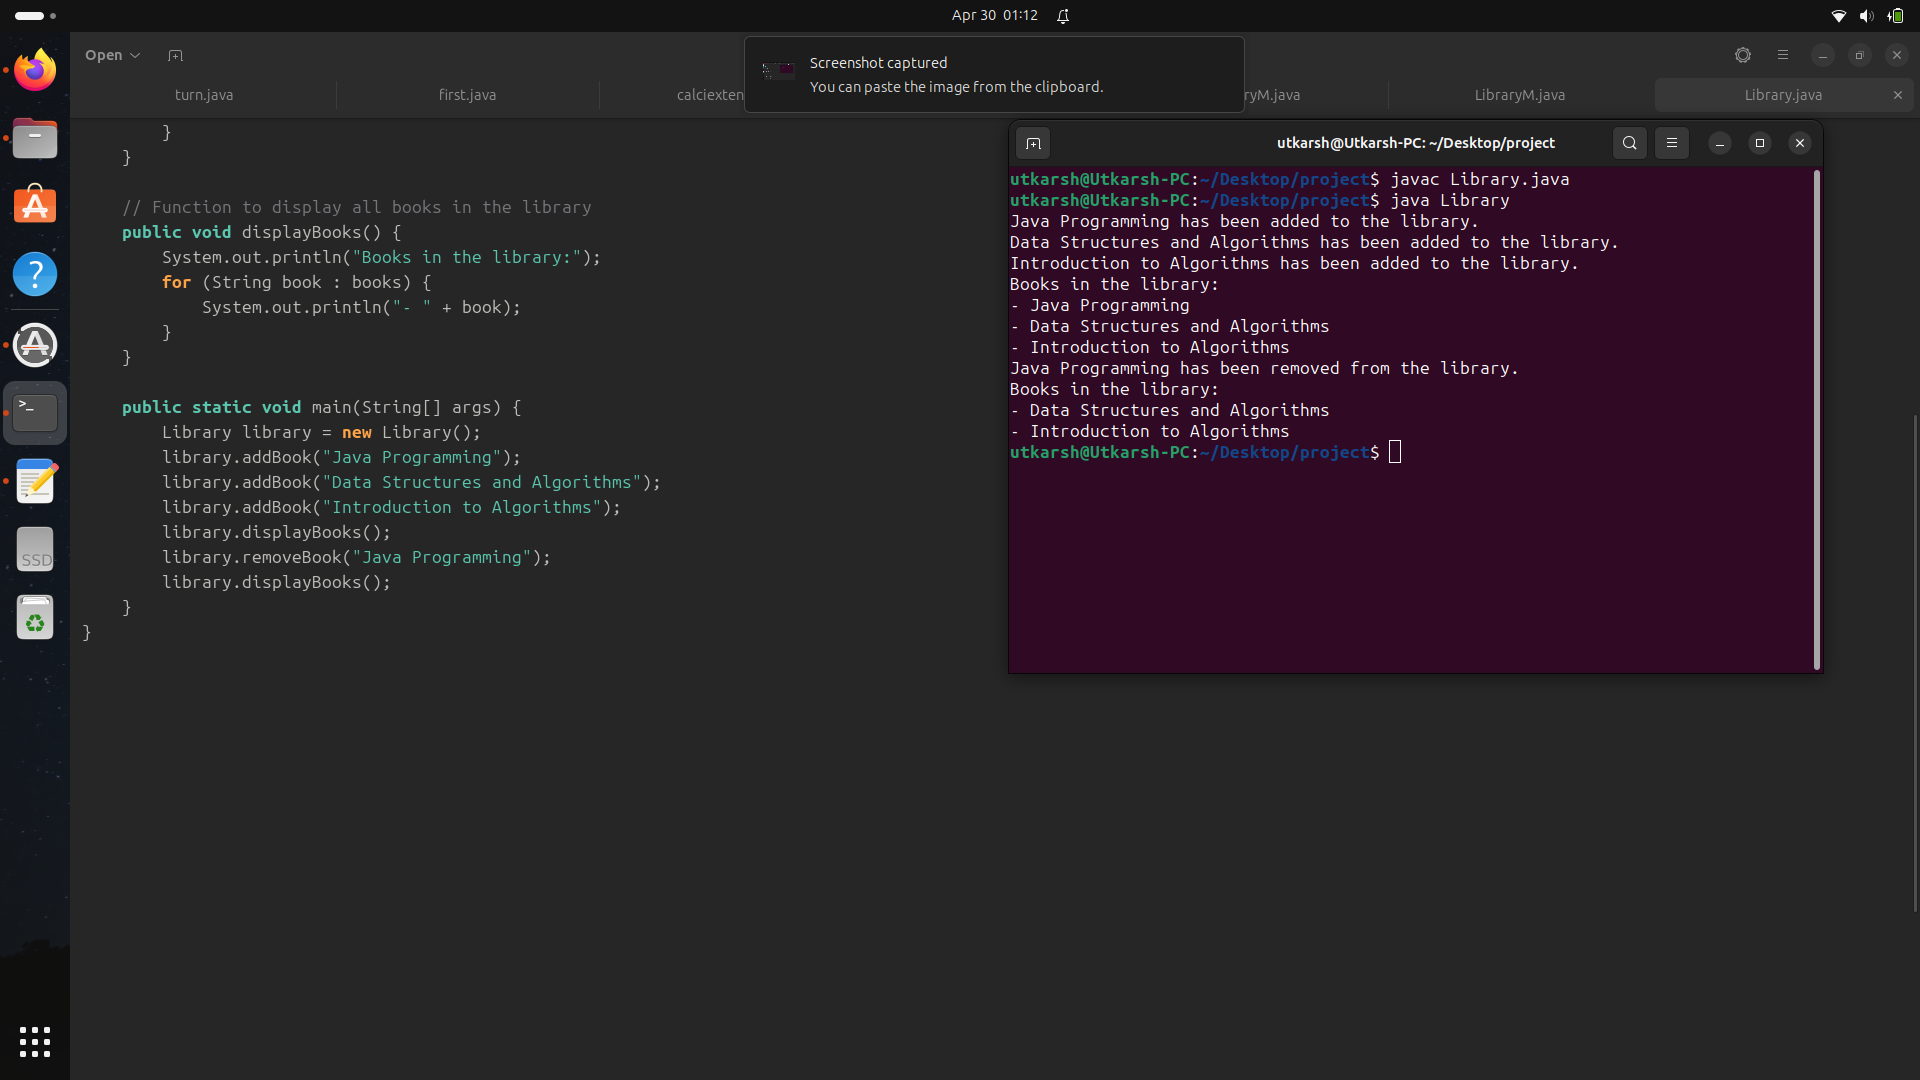 Apr 30 01:12
Open
Screenshot captured
You can paste the image from the clipboard.
turn.java
first.java
calciexten
ryM.java
LibraryM.java
Library.java
        }
    }
    // Function to display all books in the library
    public void displayBooks() {
        System.out.println("Books in the library:");
        for (String book : books) {
            System.out.println("- " + book);
        }
    }
    public static void main(String[] args) {
        Library library = new Library();
        library.addBook("Java Programming");
        library.addBook("Data Structures and Algorithms");
        library.addBook("Introduction to Algorithms");
        library.displayBooks();
        library.removeBook("Java Programming");
        library.displayBooks();
    }
}
utkarsh@Utkarsh-PC: ~/Desktop/project
utkarsh@Utkarsh-PC:~/Desktop/project$ javac Library.java
utkarsh@Utkarsh-PC:~/Desktop/project$ java Library
Java Programming has been added to the library.
Data Structures and Algorithms has been added to the library.
Introduction to Algorithms has been added to the library.
Books in the library:
- Java Programming
- Data Structures and Algorithms
- Introduction to Algorithms
Java Programming has been removed from the library.
Books in the library:
- Data Structures and Algorithms
- Introduction to Algorithms
utkarsh@Utkarsh-PC:~/Desktop/project$
SSD